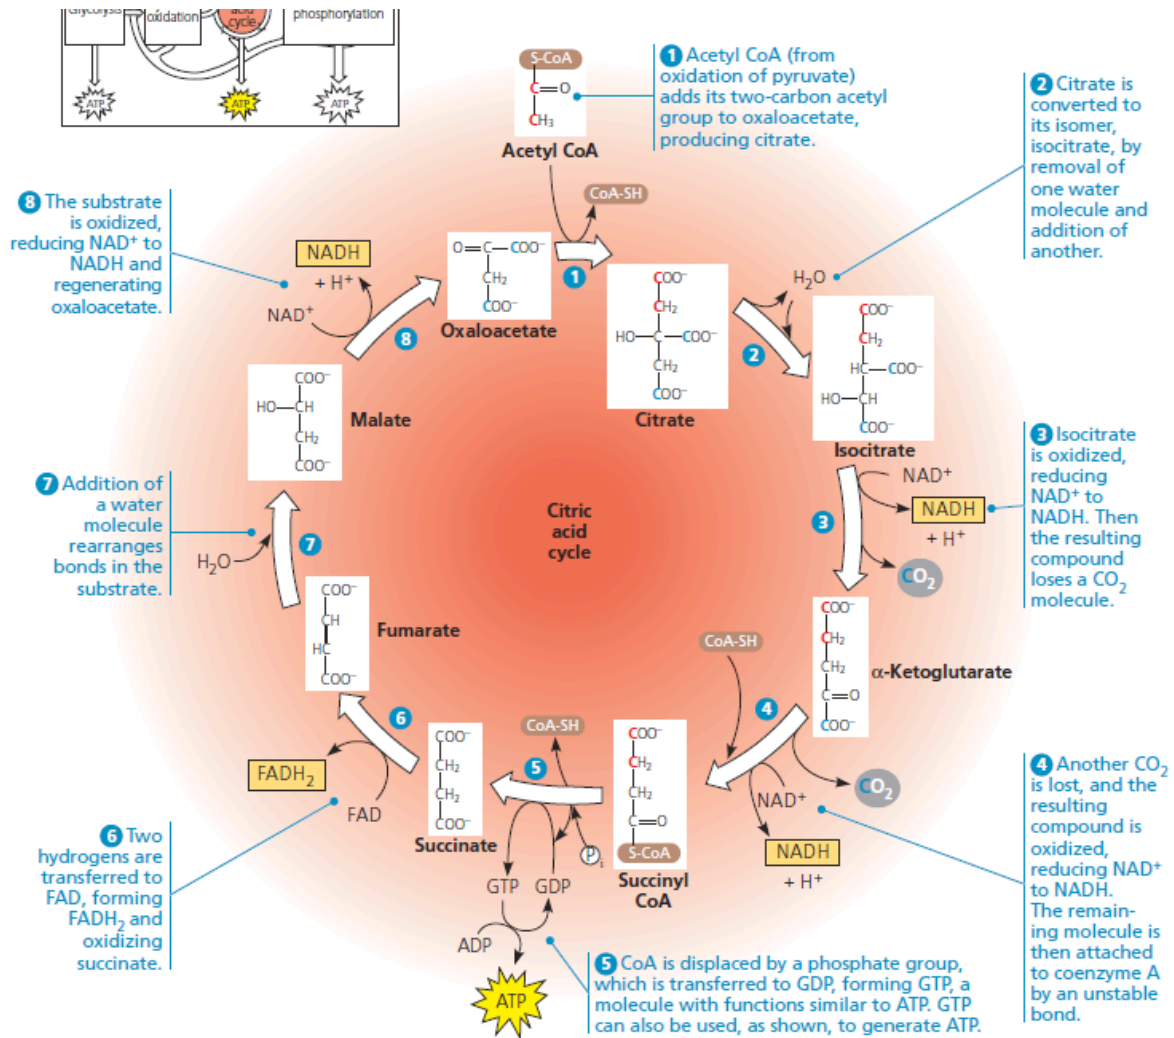 Glycolysis
oxidation
acid
cycle
phosphorylation
ATP
ATP
ATP
S-CoA
C=O
CH₃
Acetyl CoA
1 Acetyl CoA (from
oxidation of pyruvate)
adds its two-carbon acetyl
group to oxaloacetate,
producing citrate.
2 Citrate is
converted to
its isomer,
isocitrate, by
removal of
one water
molecule and
addition of
another.
8 The substrate
is oxidized,
reducing NAD⁺ to
NADH and
regenerating
oxaloacetate.
CoA-SH
NADH
+ H⁺
NAD⁺
8
O=C—COO⁻
CH₂
COO⁻
Oxaloacetate
1
COO⁻
CH₂
HO—C—COO⁻
CH₂
COO⁻
Citrate
H₂O
2
COO⁻
CH₂
HC—COO⁻
HO—CH
COO⁻
Isocitrate
COO⁻
HO—CH
CH₂
COO⁻
Malate
3 Isocitrate
is oxidized,
reducing
NAD⁺ to
NADH. Then
the resulting
compound
loses a CO₂
molecule.
NAD⁺
NADH
+ H⁺
3
CO₂
Citric
acid
cycle
7 Addition of
a water
molecule
rearranges
bonds in the
substrate.
H₂O
7
COO⁻
CH
HC
COO⁻
Fumarate
COO⁻
CH₂
CH₂
C=O
COO⁻
α-Ketoglutarate
CoA-SH
4
NAD⁺
CO₂
NADH
+ H⁺
4 Another CO₂
is lost, and the
resulting
compound is
oxidized,
reducing NAD⁺
to NADH.
The remain-
ing molecule is
then attached
to coenzyme A
by an unstable
bond.
COO⁻
CH₂
CH₂
C=O
S-CoA
Succinyl
CoA
CoA-SH
5
Pi
GTP
GDP
ADP
ATP
COO⁻
CH₂
CH₂
COO⁻
Succinate
6
FADH₂
FAD
6 Two
hydrogens are
transferred to
FAD, forming
FADH₂ and
oxidizing
succinate.
5 CoA is displaced by a phosphate group,
which is transferred to GDP, forming GTP, a
molecule with functions similar to ATP. GTP
can also be used, as shown, to generate ATP.